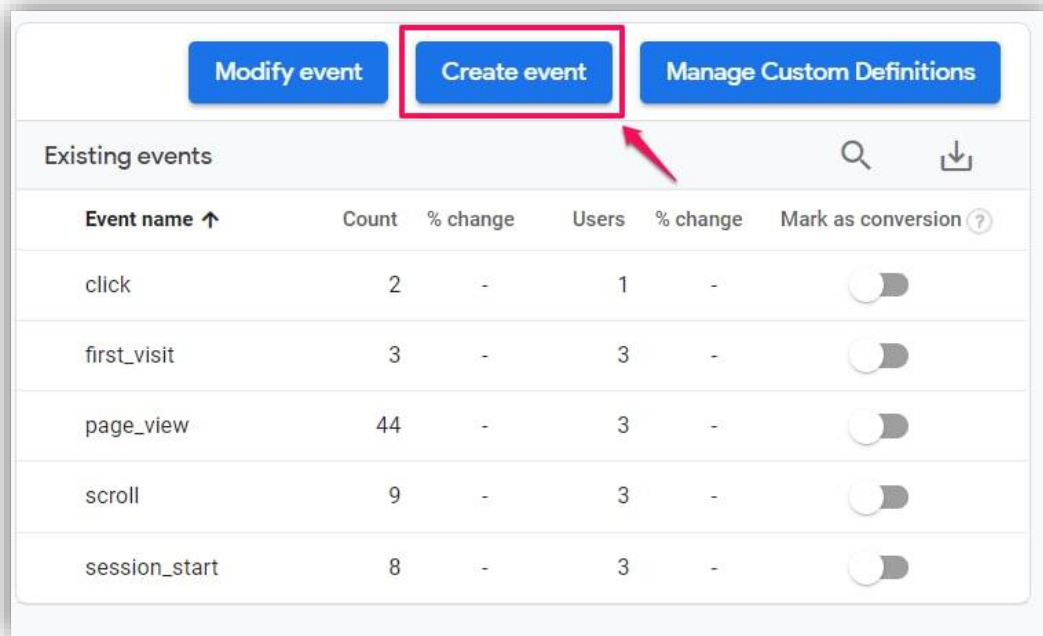 Modify event Create event Manage Custom Definitions
Existing events
Event name ↑ Count % change Users % change Mark as conversion ?
click 2 - 1 -
first_visit 3 - 3 -
page_view 44 - 3 -
scroll 9 - 3 -
session_start 8 - 3 -